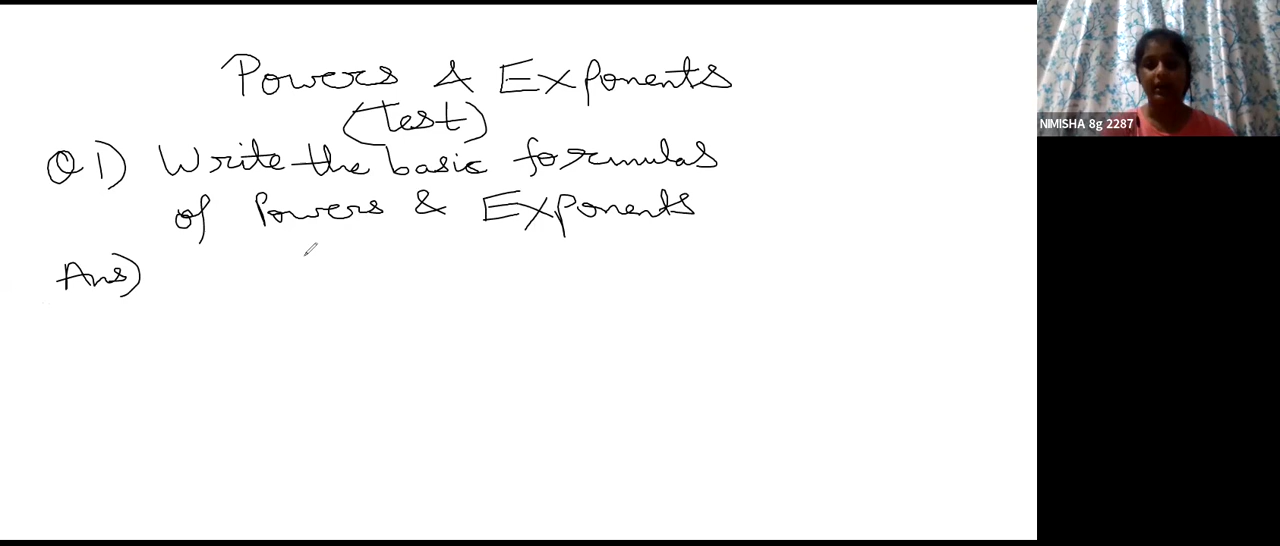 Powers & Exponents
(Test)
Q1) Write the basic formulas
of Powers & Exponents
Ans)
NIMISHA 8g 2287